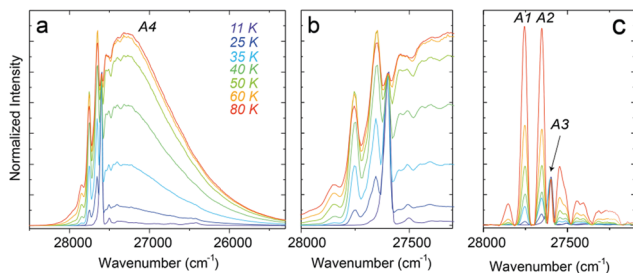 a
A4
11 K
25 K
35 K
40 K
50 K
60 K
80 K
b
A1 A2
c
A3
Normalized Intensity
28000 27000 26000
28000 27500
28000 27500
Wavenumber (cm⁻¹)
Wavenumber (cm⁻¹)
Wavenumber (cm⁻¹)